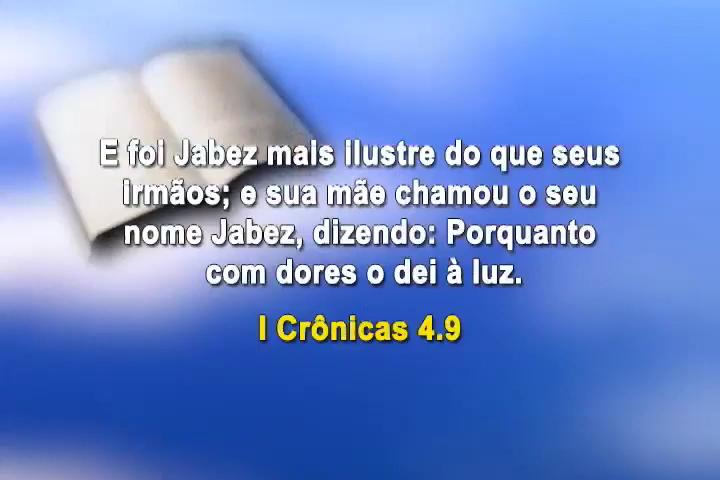 E foi Jabez mais ilustre do que seus
irmãos; e sua mãe chamou o seu
nome Jabez, dizendo: Porquanto
com dores o dei à luz.
I Crônicas 4.9